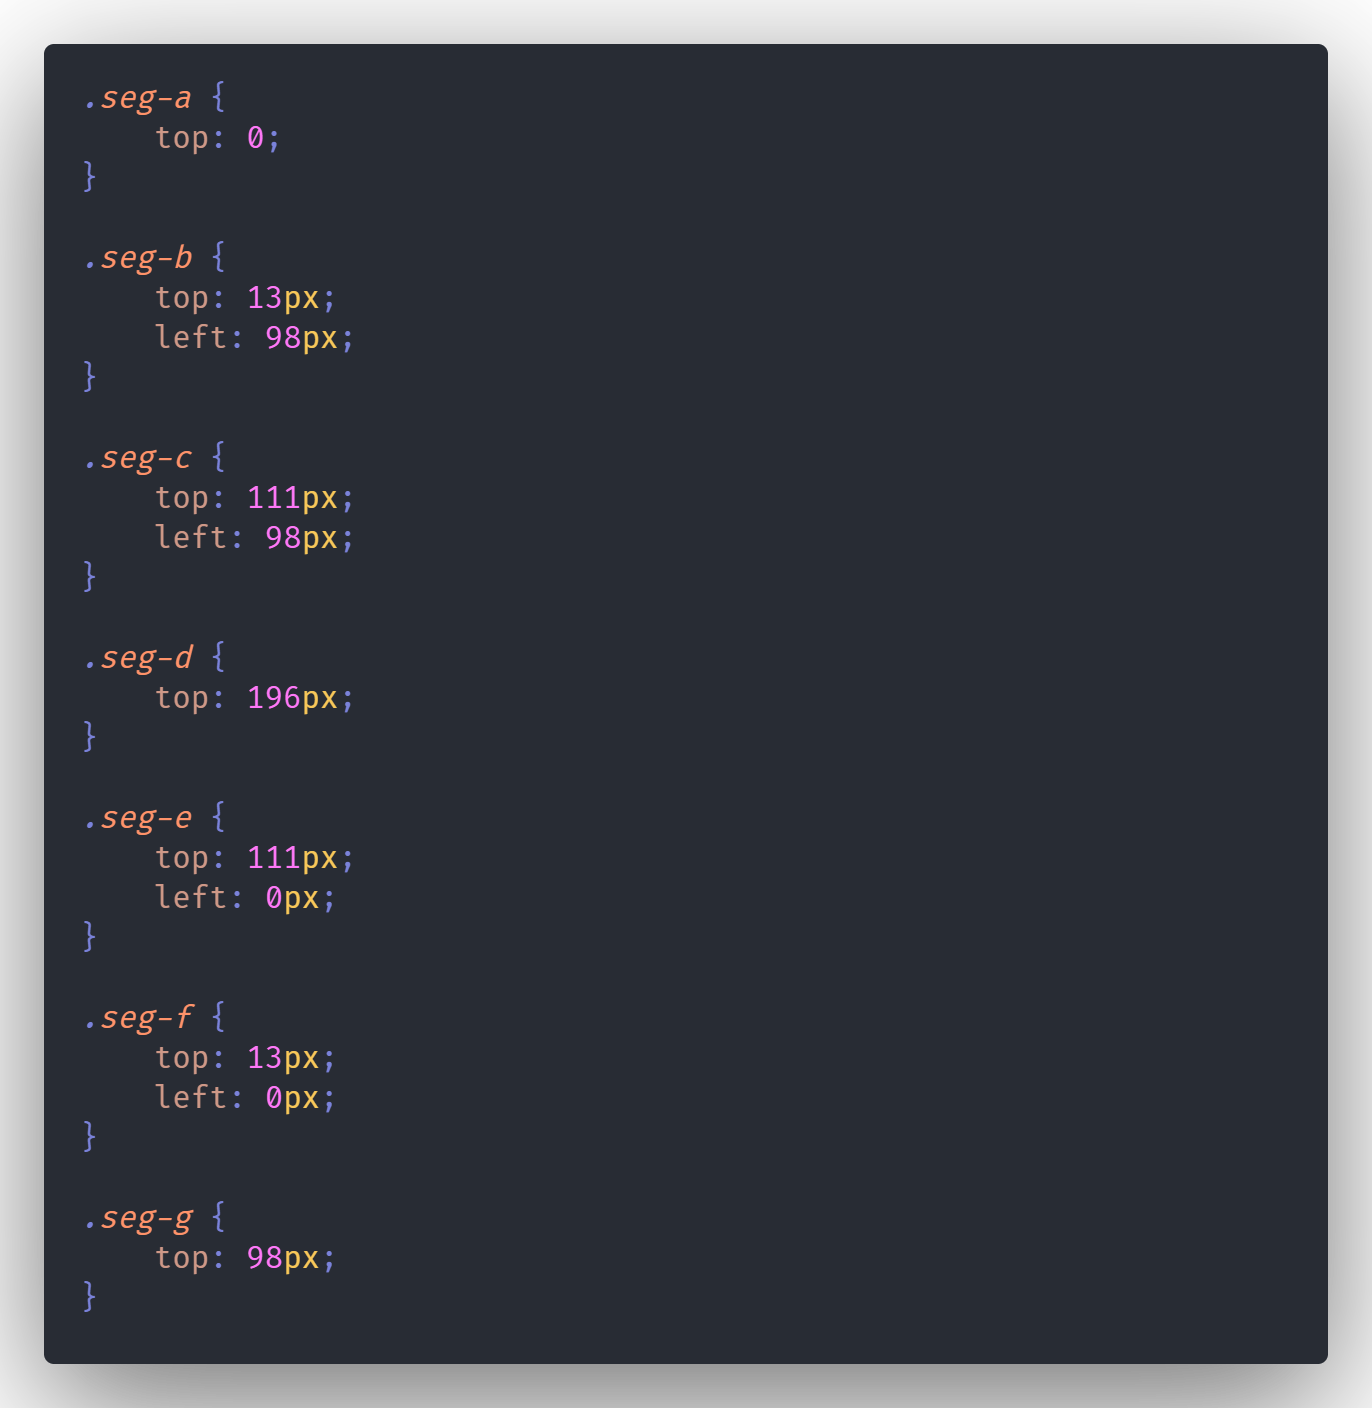 .seg-a {
    top: 0;
}

.seg-b {
    top: 13px;
    left: 98px;
}

.seg-c {
    top: 111px;
    left: 98px;
}

.seg-d {
    top: 196px;
}

.seg-e {
    top: 111px;
    left: 0px;
}

.seg-f {
    top: 13px;
    left: 0px;
}

.seg-g {
    top: 98px;
}